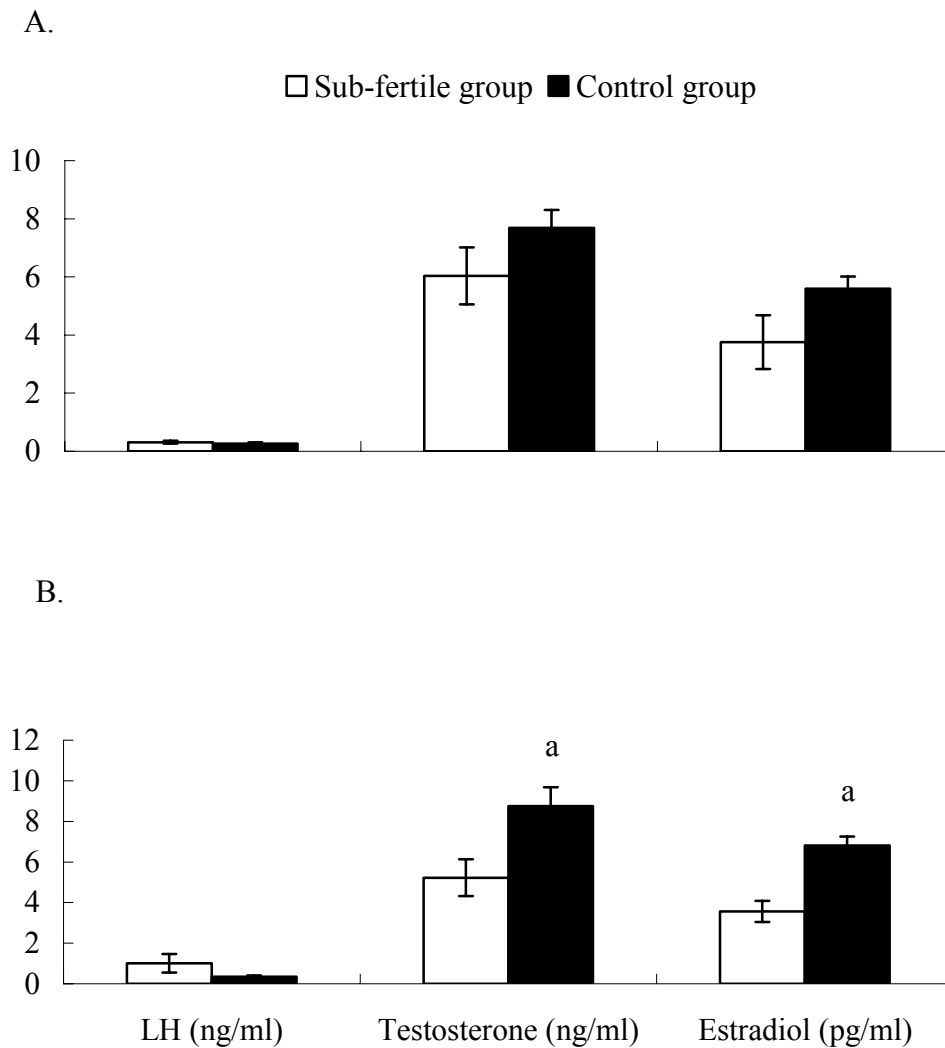 A.
Sub-fertile group Control group
10
8
6
4
2
0
B.
12
10
8
6
4
2
0
a
a
LH (ng/ml) Testosterone (ng/ml) Estradiol (pg/ml)